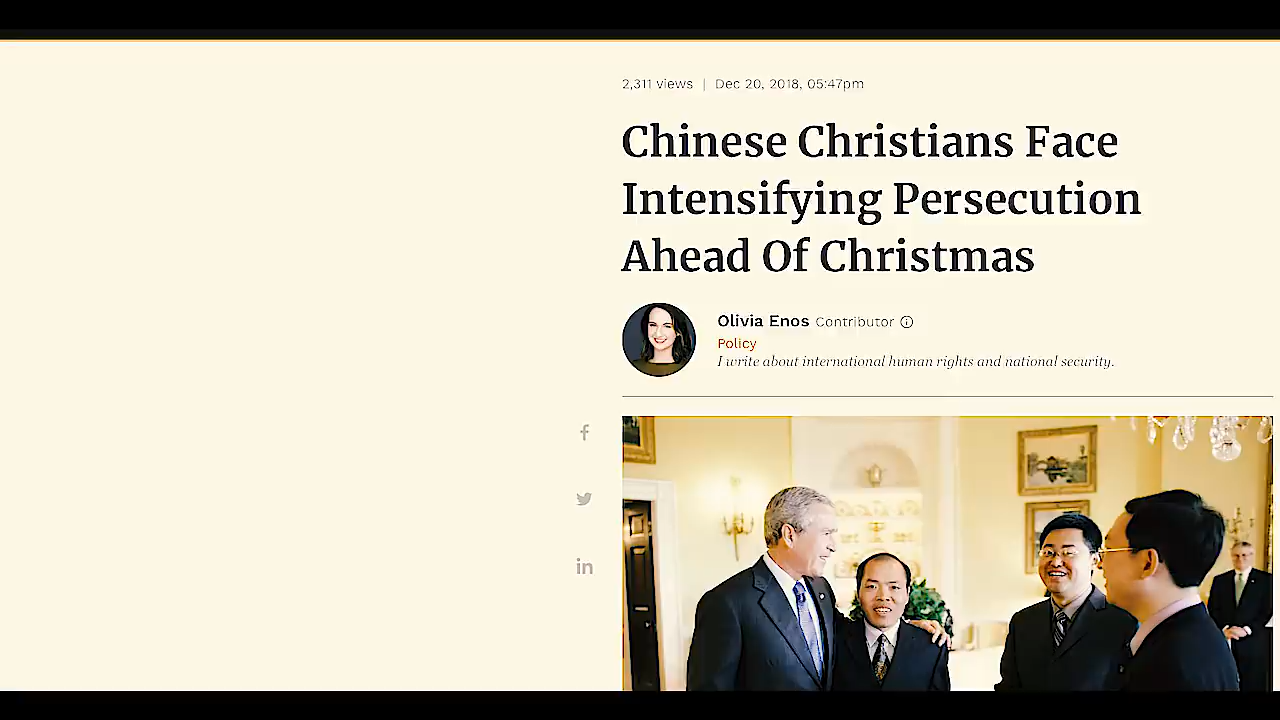 2,311 views | Dec 20, 2018, 05:47pm
Chinese Christians Face
Intensifying Persecution
Ahead Of Christmas
Olivia Enos Contributor
Policy
I write about international human rights and national security.